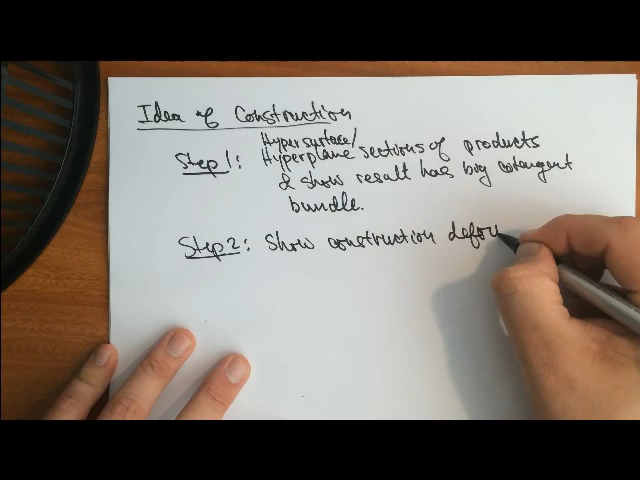 Idea of Construction
Hypersurface/
Step 1: Hyperplane sections of products
& show result has big cotangent
bundle.
Step 2: Show construction defor